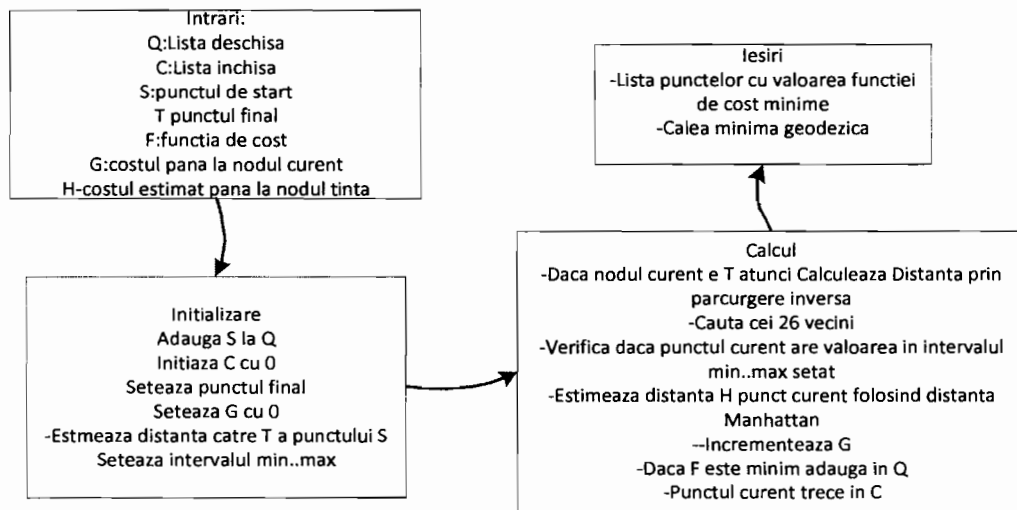 Intrari:
Q:Lista deschisa
C:Lista inchisa
S:punctul de start
T punctul final
F:functia de cost
G:costul pana la nodul curent
H-costul estimat pana la nodul tinta
Initializare
Adauga S la Q
Initiaza C cu 0
Seteaza punctul final
Seteaza G cu 0
-Estmeaza distanta catre T a punctului S
Seteaza intervalul min..max
Calcul
-Daca nodul curent e T atunci Calculeaza Distanta prin
parcurgere inversa
-Cauta cei 26 vecini
-Verifica daca punctul curent are valoarea in intervalul
min..max setat
-Estimeaza distanta H punct curent folosind distanta
Manhattan
--Incrementeaza G
-Daca F este minim adauga in Q
-Punctul curent trece in C
Iesiri
-Lista punctelor cu valoarea functiei
de cost minime
-Calea minima geodezica